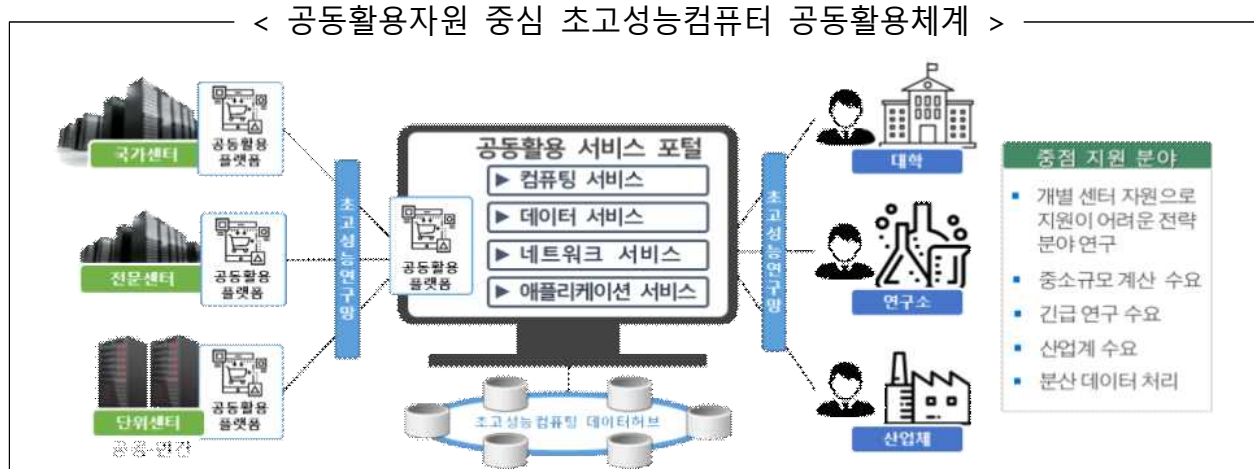 < 공동활용자원 중심 초고성능컴퓨터 공동활용체계 >
국가센터
공동활용
플랫폼
전문센터
공동활용
플랫폼
단위센터
공공·민간
공동활용
플랫폼
초고성능연구망
공동활용 서비스 포털
▶ 컴퓨팅 서비스
▶ 데이터 서비스
▶ 네트워크 서비스
▶ 애플리케이션 서비스
공동활용
플랫폼
초고성능컴퓨팅 데이터허브
초고성능연구망
대학
연구소
산업체
중점 지원 분야
▪ 개별 센터 자원으로
지원이 어려운 전략
분야 연구
▪ 중소규모 계산 수요
▪ 긴급 연구 수요
▪ 산업계 수요
▪ 분산 데이터 처리